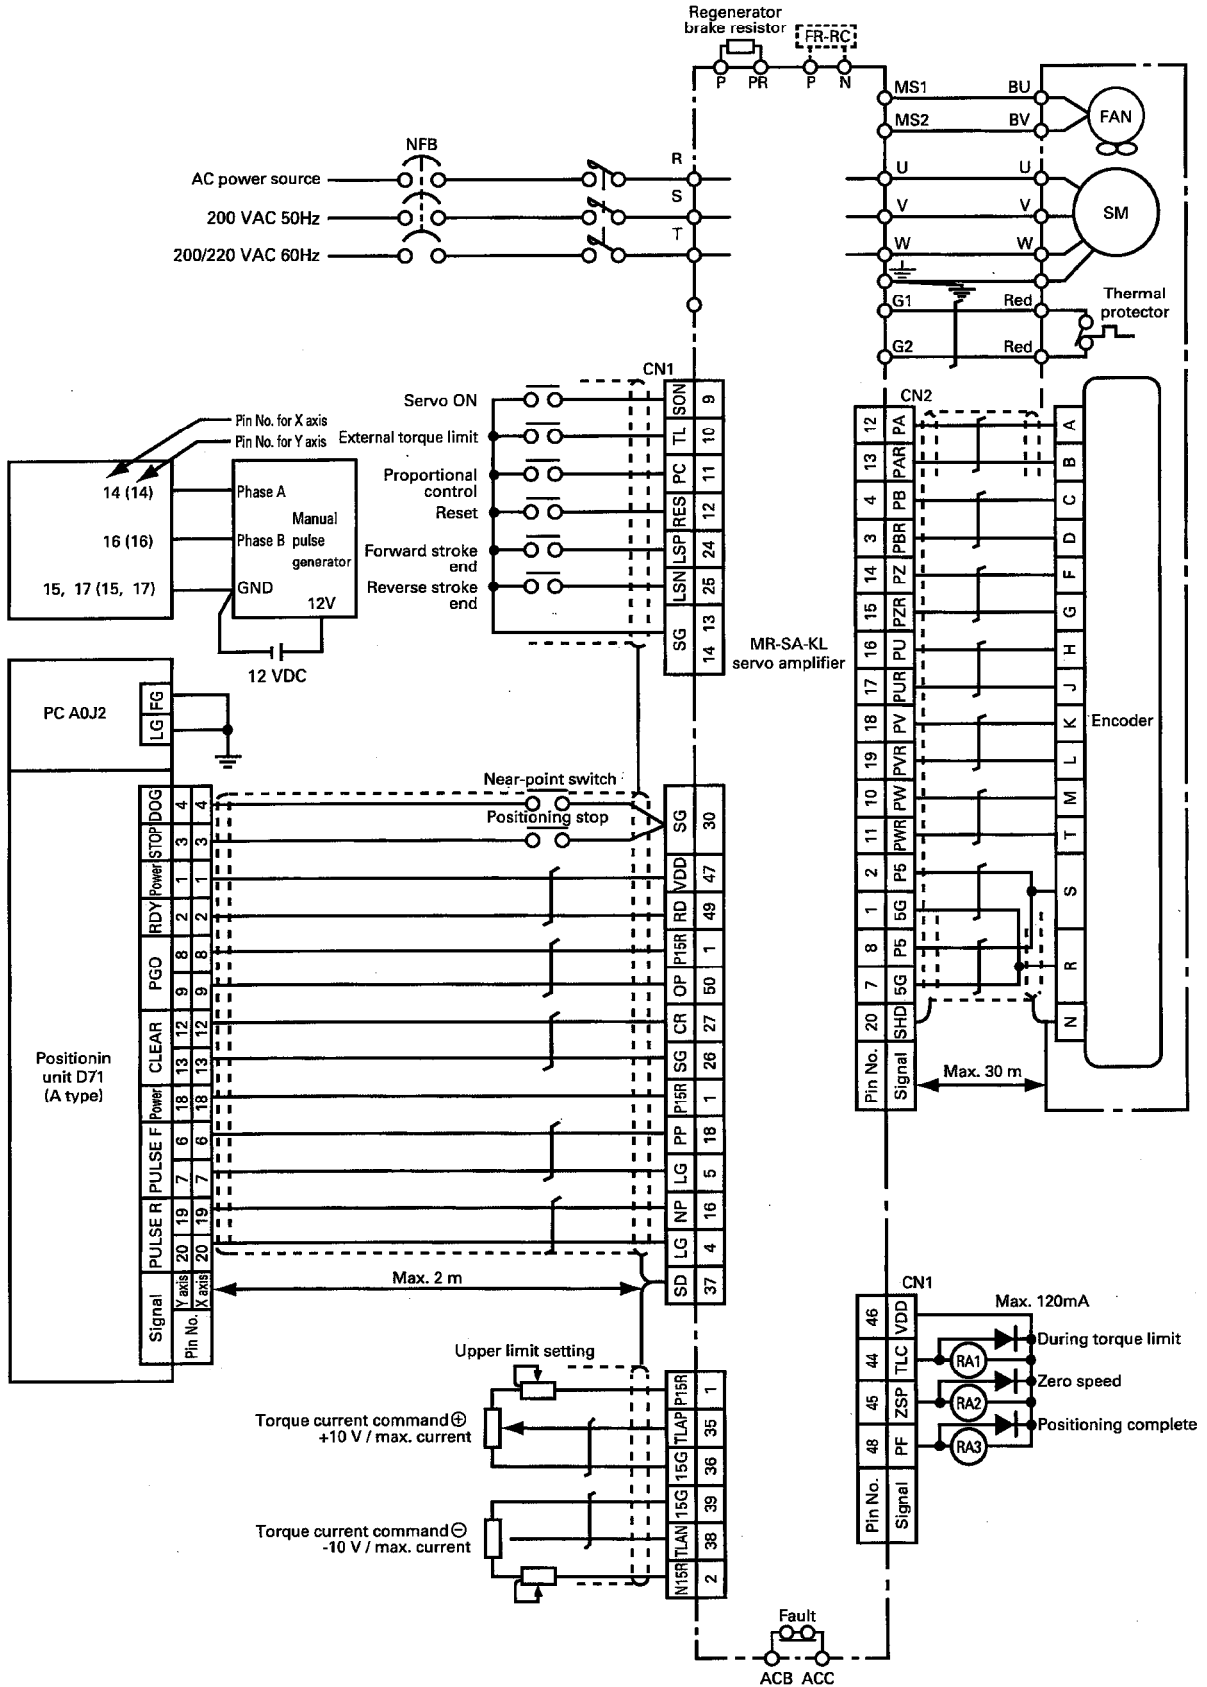 Regenerator
brake resistor
FR-RC
P PR P N
MS1 BU
MS2 BV
FAN
NFB
AC power source
200 VAC 50Hz
200/220 VAC 60Hz
R
S
T
U U
V V
W W
SM
G1 Red
G2 Red
Thermal
protector
CN1
Servo ON
SON 9
External torque limit
TL 10
Proportional
control
PC 11
Reset
RES 12
Forward stroke
end
LSP 24
Reverse stroke
end
LSN 25
SG 13
14
Pin No. for X axis
Pin No. for Y axis
14 (14)
16 (16)
15, 17 (15, 17)
Phase A
Phase B
Manual
pulse
generator
GND
12V
12 VDC
MR-SA-KL
servo amplifier
CN2
12 PA A
13 PAR B
4 PB C
3 PBR D
14 PZ F
15 PZR G
16 PU H
17 PUR J
18 PV K
19 PVR L
10 PW M
11 PWR T
2 P5 S
1 5G
8 P5 R
7 5G
20 SHD N
Pin No. Signal
Encoder
Max. 30 m
PC A0J2
FG
LG
Positionin
unit D71
(A type)
Near-point switch
Positioning stop
DOG 4 4
STOP 3 3
Power 1 1
RDY 2 2
PGO 8 8
9 9
CLEAR 12 12
13 13
Power 18 18
PULSE F 6 6
7 7
PULSE R 19 19
20 20
Signal
Y axis
X axis
Pin No.
SG 30
VDD 47
RD 49
P15R 1
OP 50
CR 27
SG 26
P15R 1
PP 18
LG 5
NP 16
LG 4
SD 37
Max. 2 m
Upper limit setting
Torque current command ⊕
+10 V / max. current
Torque current command ⊖
-10 V / max. current
P15R 1
TLAP 35
15G 36
15G 39
TLAN 38
N15R 2
CN1
Max. 120mA
46 VDD
44 TLC
45 ZSP
48 PF
Pin No. Signal
RA1
RA2
RA3
During torque limit
Zero speed
Positioning complete
Fault
ACB ACC